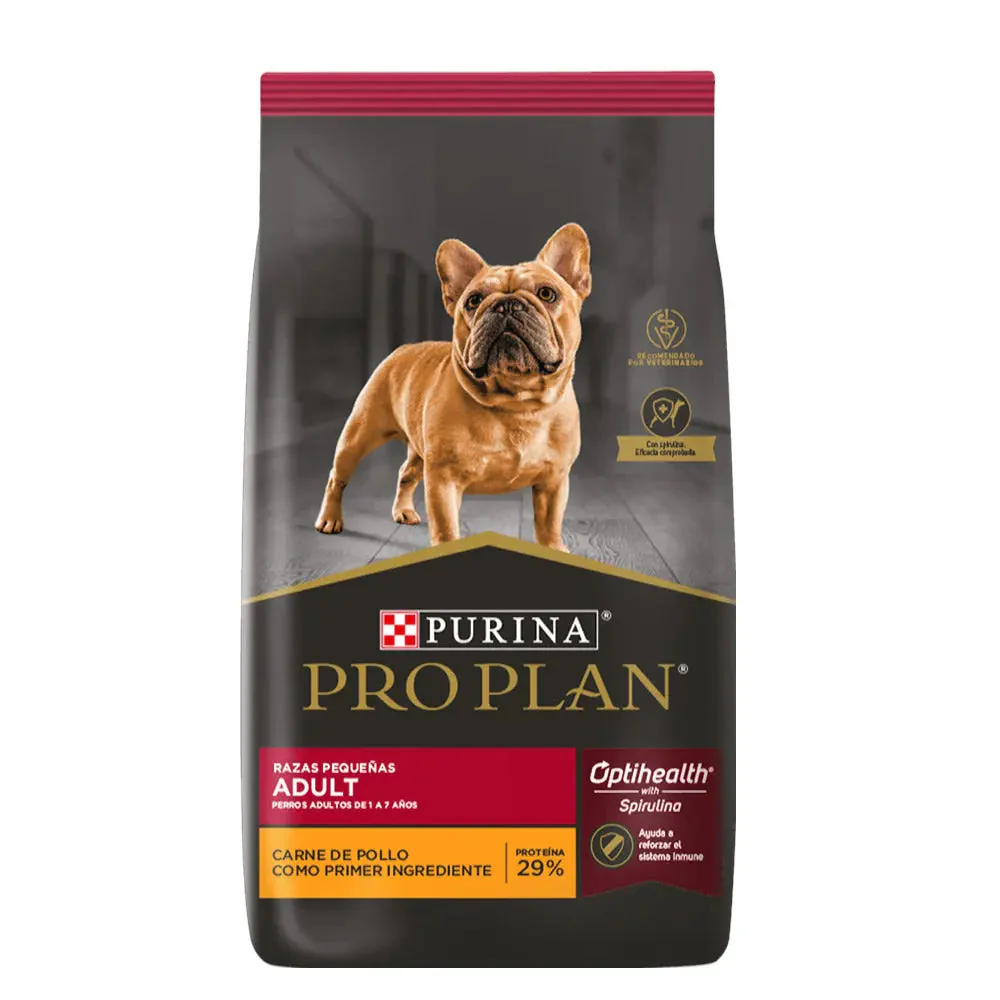 RECOMENDADO
POR VETERINARIOS
Con spirulina.
Eficacia comprobada
PURINA®
PRO PLAN®
RAZAS PEQUEÑAS
ADULT
PERROS ADULTOS DE 1 A 7 AÑOS
CARNE DE POLLO
COMO PRIMER INGREDIENTE
PROTEÍNA
29%
Optihealth®
with
Spirulina
Ayuda a
reforzar el
sistema inmune